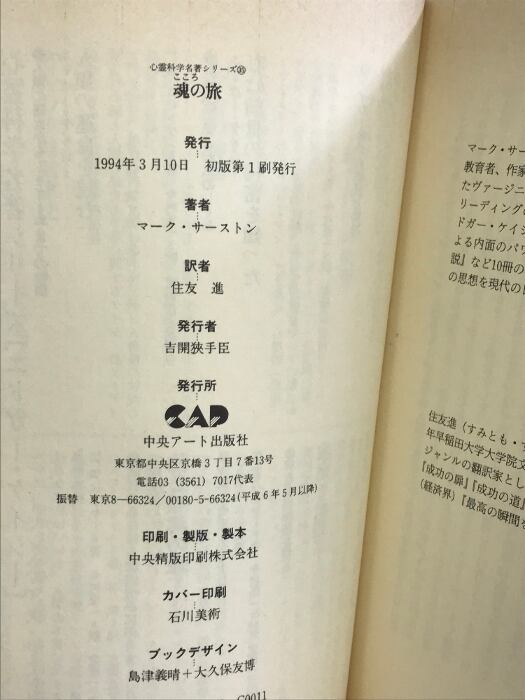 心霊科学名著シリーズ㉟
こころ
魂の旅
発行
1994年3月10日 初版第1刷発行
著者
マーク・サーストン
訳者
住友 進
発行者
吉開狹手臣
発行所
CAP
中央アート出版社
東京都中央区京橋3丁目7番13号
電話03 (3561) 7017代表
振替 東京8―66324/00180-5-66324(平成6年5月以降)
印刷・製版・製本
中央精版印刷株式会社
カバー印刷
石川美術
ブックデザイン
島津義晴+大久保友博
C0011
マーク・サー
教育者、作家
たヴァージニ
リーディング
ドガー・ケイシ
よる内面のパワ
説』など10冊の
の思想を現代の
住友進(すみとも・す
年早稲田大学大学院文
ジャンルの翻訳家とし
『成功の扉』『成功の道』
(経済界)『最高の瞬間を